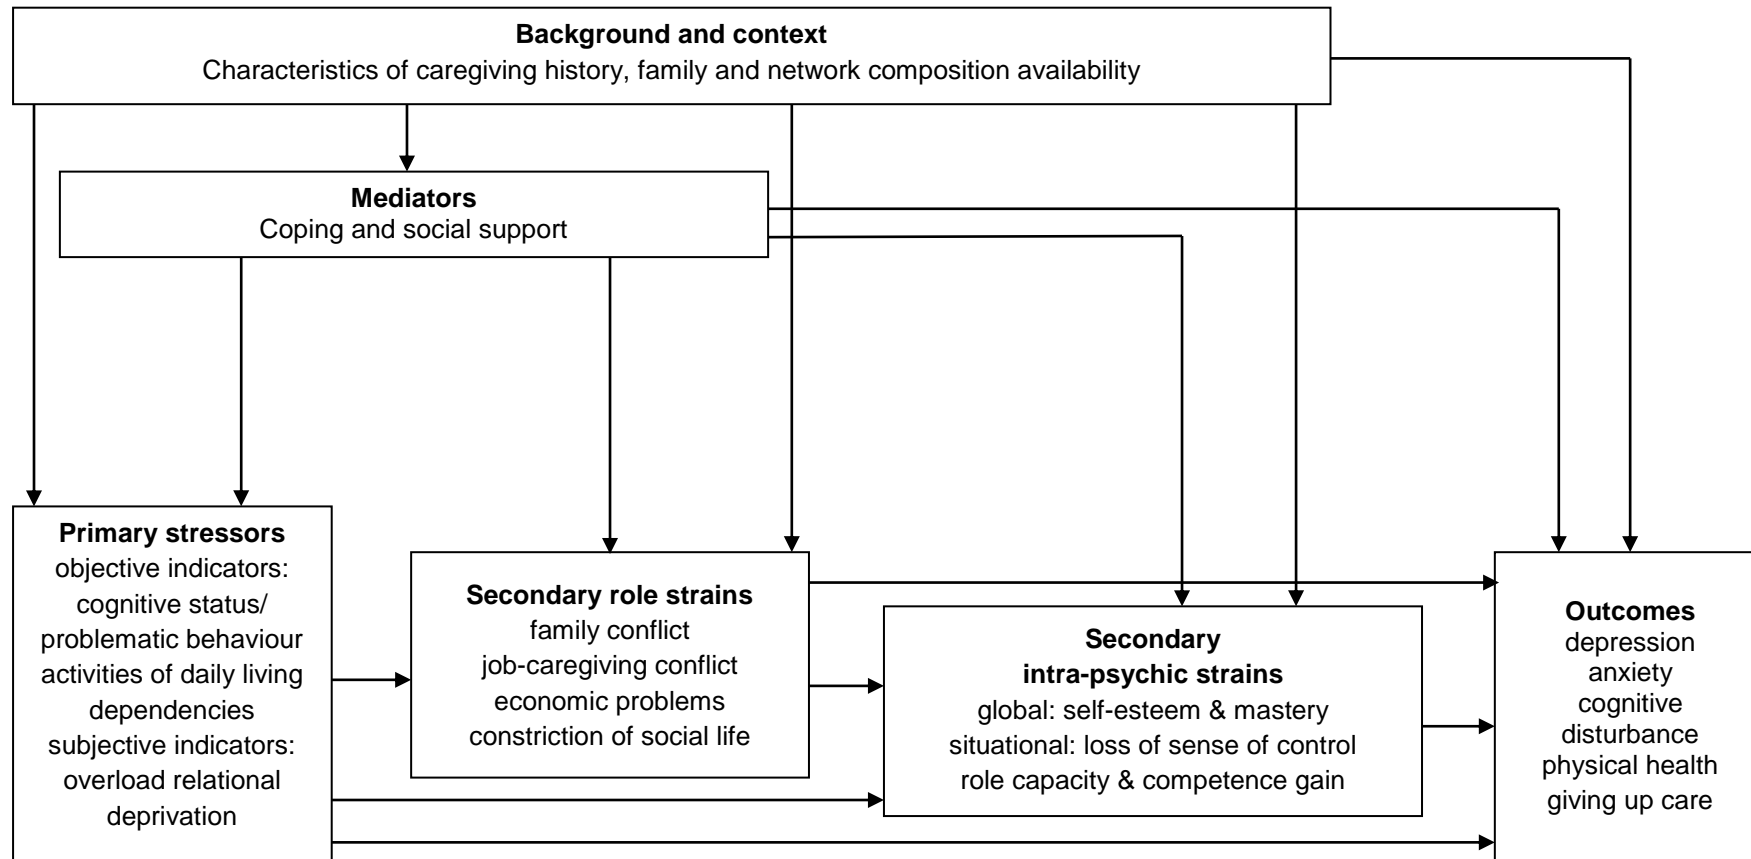 Background and context
Characteristics of caregiving history, family and network composition availability
Mediators
Coping and social support
Primary stressors
objective indicators:
cognitive status/
problematic behaviour
activities of daily living
dependencies
subjective indicators:
overload relational
deprivation
Secondary role strains
family conflict
job-caregiving conflict
economic problems
constriction of social life
Secondary
intra-psychic strains
global: self-esteem & mastery
situational: loss of sense of control
role capacity & competence gain
Outcomes
depression
anxiety
cognitive
disturbance
physical health
giving up care